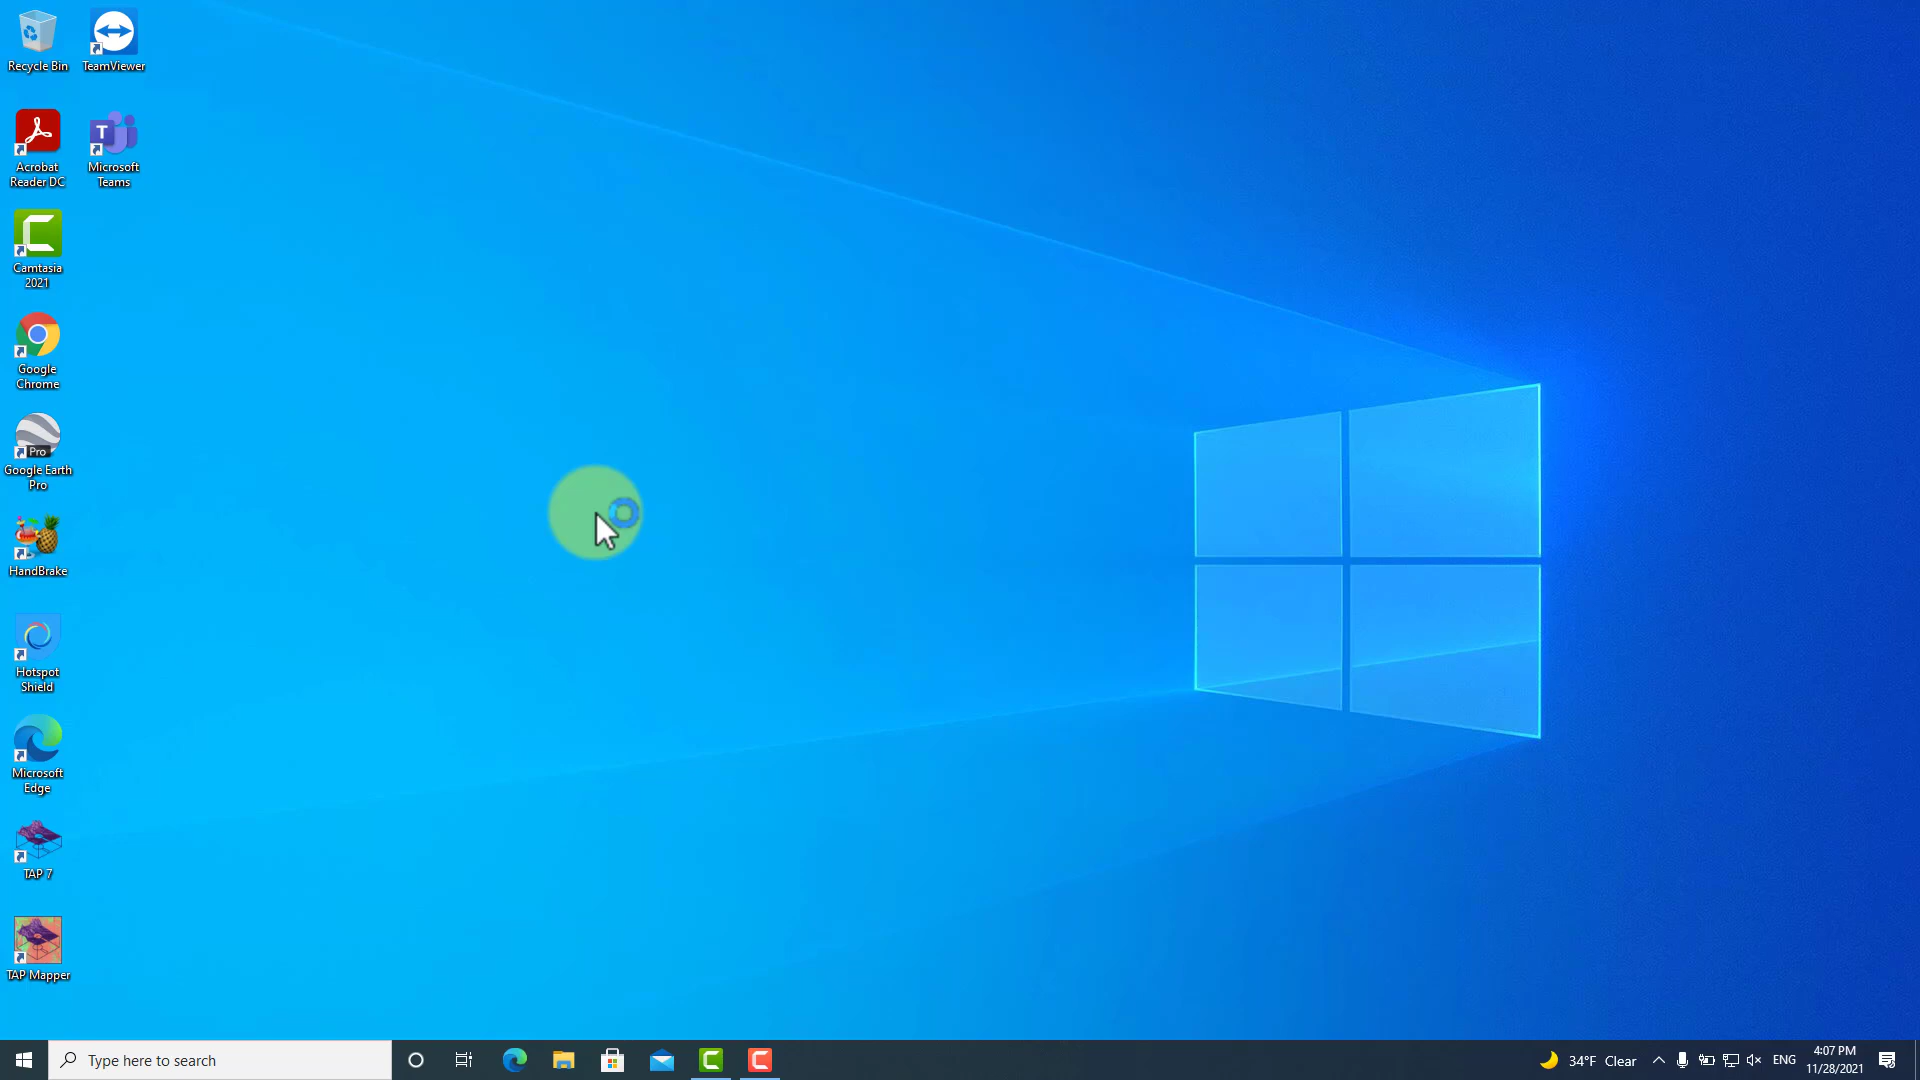 Recycle Bin
TeamViewer
Acrobat
Reader DC
T
Microsoft
Teams
Camtasia
2021
Google
Chrome
Pro
Google Earth
Pro
HandBrake
Hotspot
Shield
Microsoft
Edge
TAP 7
TAP Mapper
Type here to search
34°F Clear
ENG
4:07 PM
11/28/2021